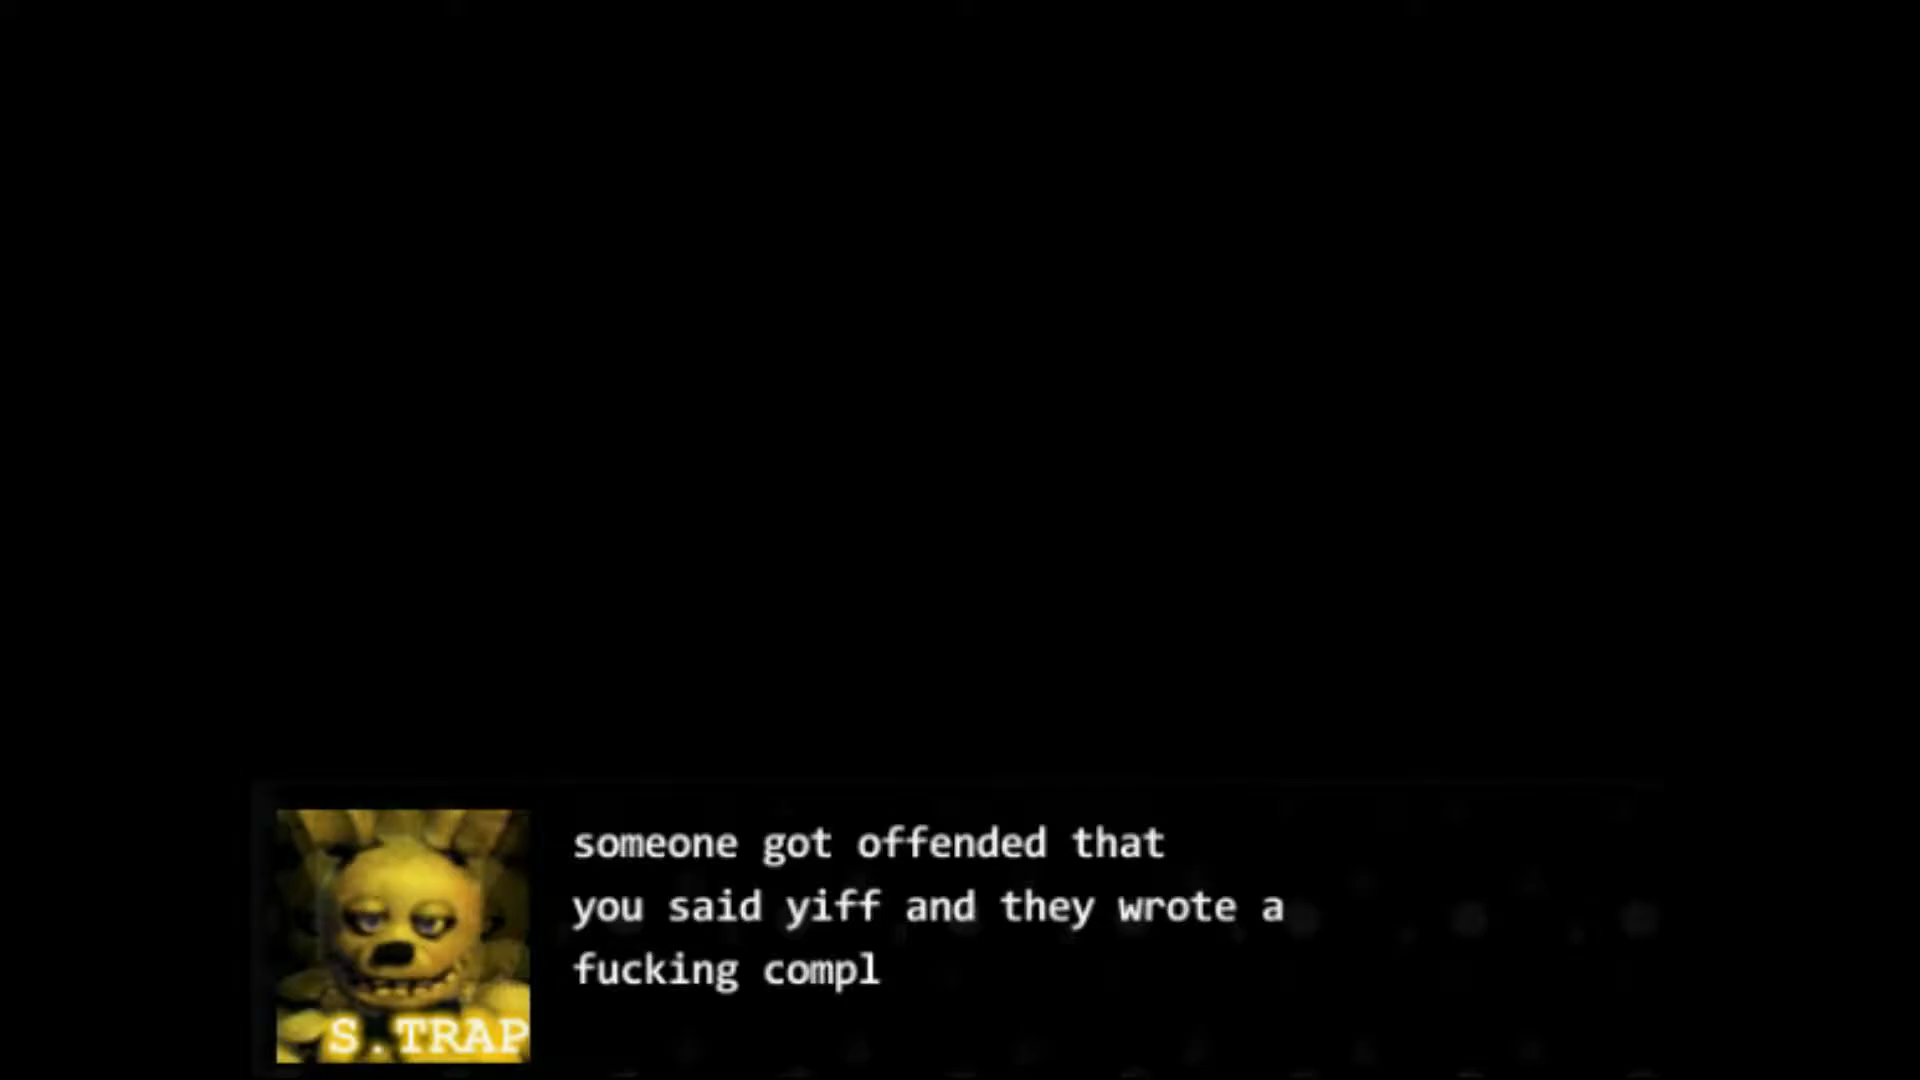 someone got offended that
you said yiff and they wrote a
fucking compl
S.TRAP